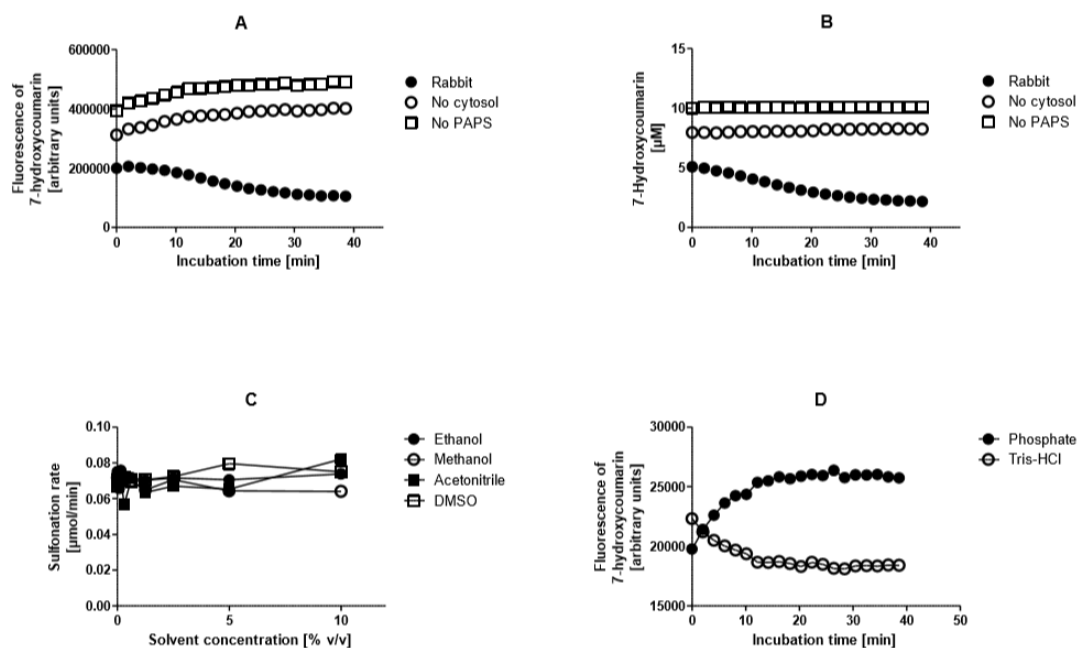 A
Fluorescence of
7-hydroxycoumarin
[arbitrary units]
600000
400000
200000
0
0 10 20 30 40
Incubation time [min]
Rabbit
No cytosol
No PAPS
B
7-Hydroxycoumarin
[µM]
15
10
5
0
0 10 20 30 40
Incubation time [min]
Rabbit
No cytosol
No PAPS
C
Sulfonation rate
[µmol/min]
0.10
0.08
0.06
0.04
0.02
0.00
0 5 10
Solvent concentration [% v/v]
Ethanol
Methanol
Acetonitrile
DMSO
D
Fluorescence of
7-hydroxycoumarin
[arbitrary units]
30000
25000
20000
15000
0 10 20 30 40 50
Incubation time [min]
Phosphate
Tris-HCl